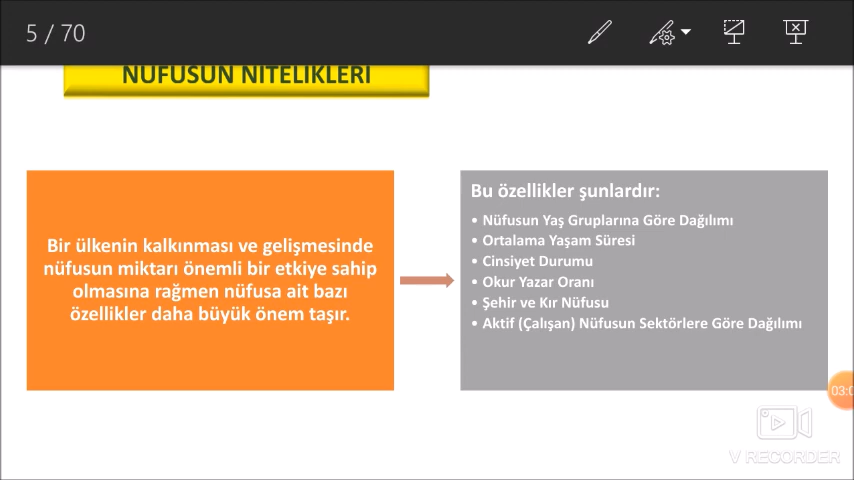 5 / 70
NÜFUSUN NİTELİKLERİ
Bir ülkenin kalkınması ve gelişmesinde
nüfusun miktarı önemli bir etkiye sahip
olmasına rağmen nüfusa ait bazı
özellikler daha büyük önem taşır.
Bu özellikler şunlardır:
• Nüfusun Yaş Gruplarına Göre Dağılımı
• Ortalama Yaşam Süresi
• Cinsiyet Durumu
• Okur Yazar Oranı
• Şehir ve Kır Nüfusu
• Aktif (Çalışan) Nüfusun Sektörlere Göre Dağılımı
V RECORDER